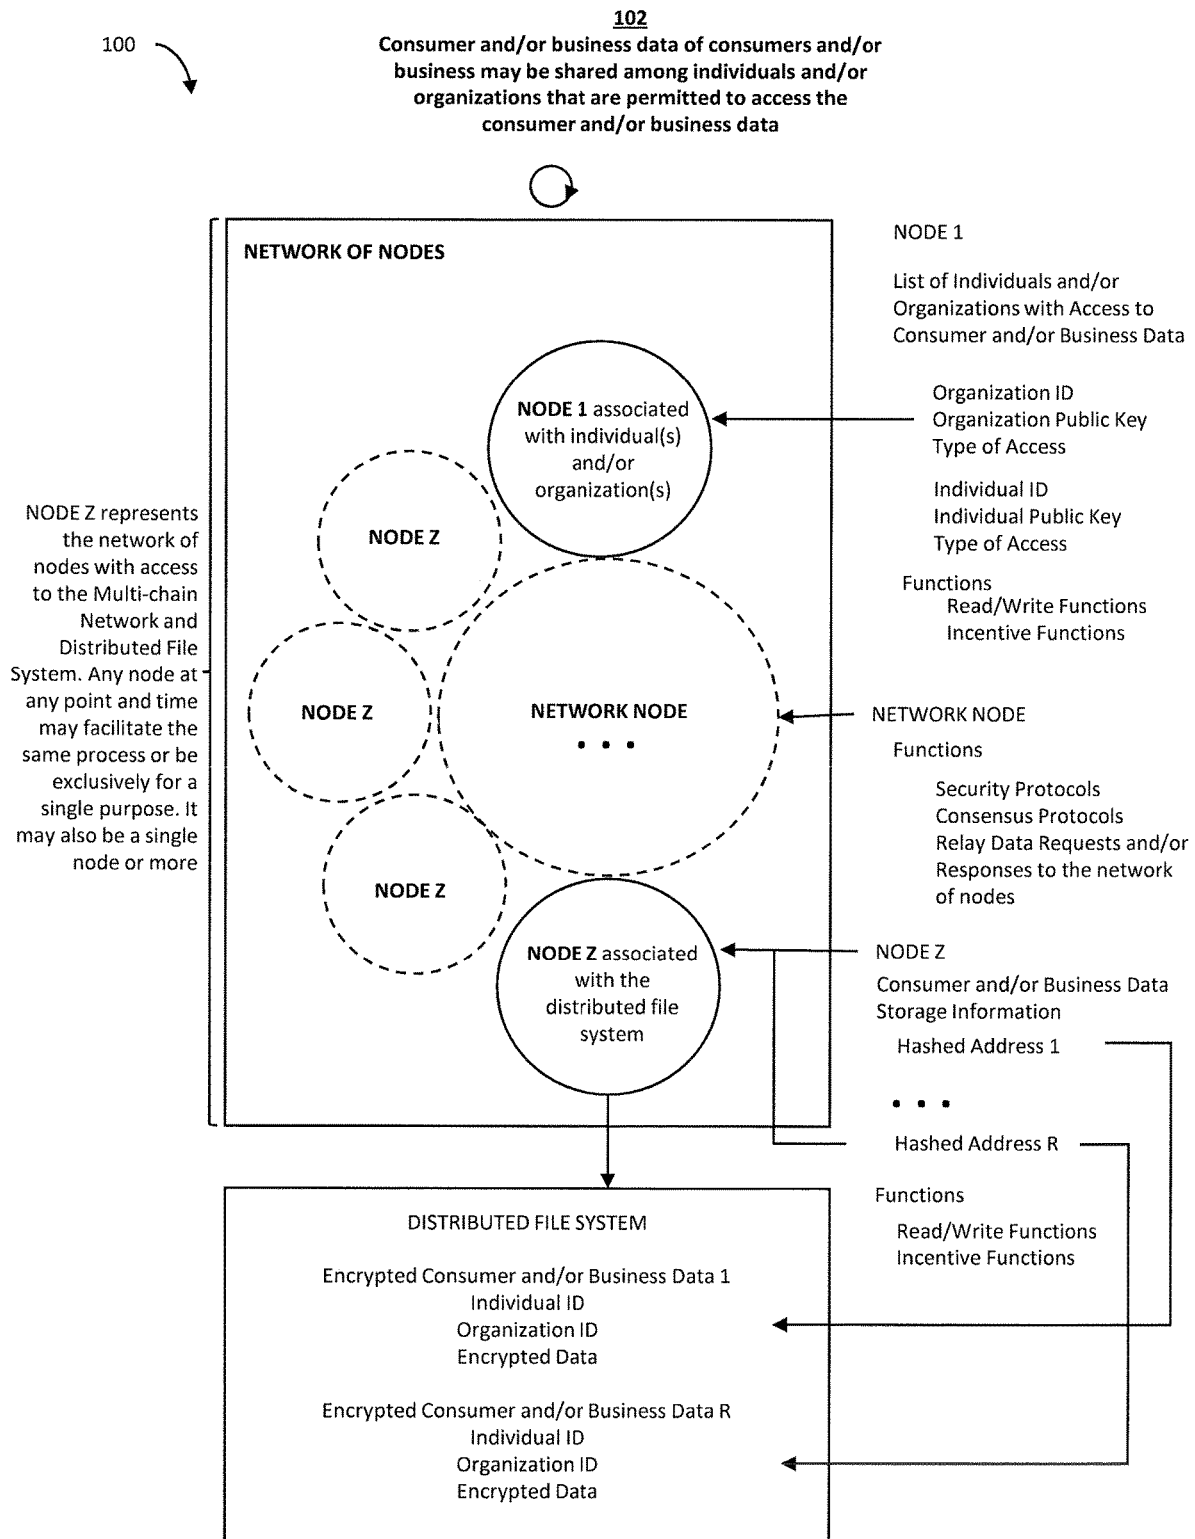 100
102
Consumer and/or business data of consumers and/or
business may be shared among individuals and/or
organizations that are permitted to access the
consumer and/or business data
NETWORK OF NODES
NODE 1 associated
with individual(s)
and/or
organization(s)
NODE Z
NODE Z
NETWORK NODE
. . .
NODE Z
NODE Z associated
with the
distributed file
system
NODE Z represents
the network of
nodes with access
to the Multi-chain
Network and
Distributed File
System. Any node at
any point and time
may facilitate the
same process or be
exclusively for a
single purpose. It
may also be a single
node or more
NODE 1
List of Individuals and/or
Organizations with Access to
Consumer and/or Business Data
Organization ID
Organization Public Key
Type of Access
Individual ID
Individual Public Key
Type of Access
Functions
Read/Write Functions
Incentive Functions
NETWORK NODE
Functions
Security Protocols
Consensus Protocols
Relay Data Requests and/or
Responses to the network
of nodes
NODE Z
Consumer and/or Business Data
Storage Information
Hashed Address 1
. . .
Hashed Address R
Functions
Read/Write Functions
Incentive Functions
DISTRIBUTED FILE SYSTEM
Encrypted Consumer and/or Business Data 1
Individual ID
Organization ID
Encrypted Data
Encrypted Consumer and/or Business Data R
Individual ID
Organization ID
Encrypted Data